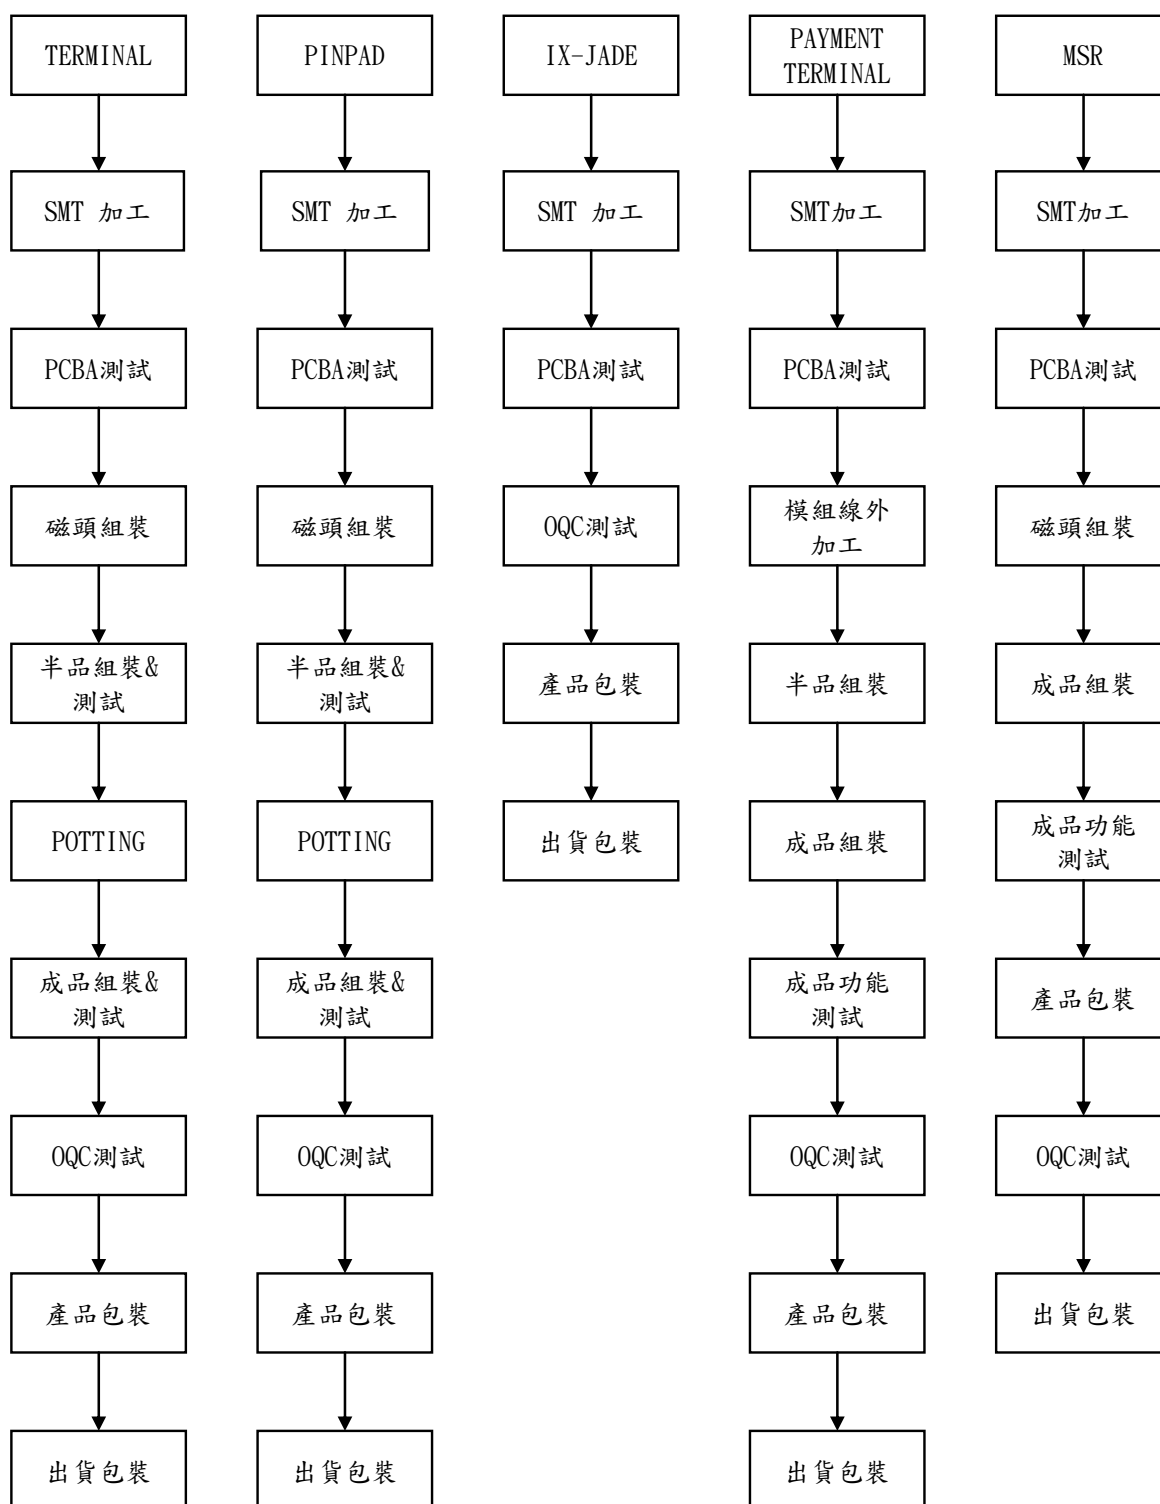 TERMINAL
SMT 加工
PCBA測試
磁頭組裝
半品組裝&
測試
POTTING
成品組裝&
測試
OQC測試
產品包裝
出貨包裝
PINPAD
SMT 加工
PCBA測試
磁頭組裝
半品組裝&
測試
POTTING
成品組裝&
測試
OQC測試
產品包裝
出貨包裝
IX-JADE
SMT 加工
PCBA測試
OQC測試
產品包裝
出貨包裝
PAYMENT
TERMINAL
SMT加工
PCBA測試
模組線外
加工
半品組裝
成品組裝
成品功能
測試
OQC測試
產品包裝
出貨包裝
MSR
SMT加工
PCBA測試
磁頭組裝
成品組裝
成品功能
測試
產品包裝
OQC測試
出貨包裝